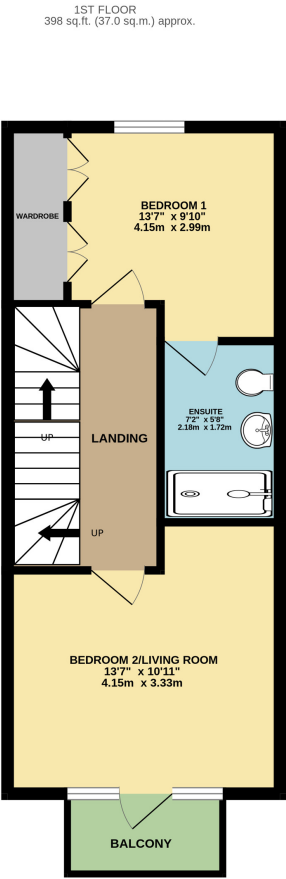 1ST FLOOR
398 sq.ft. (37.0 sq.m.) approx.
BEDROOM 1
13'7" x 9'10"
4.15m x 2.99m
WARDROBE
ENSUITE
7'2" x 5'8"
2.18m x 1.72m
UP
LANDING
UP
BEDROOM 2/LIVING ROOM
13'7" x 10'11"
4.15m x 3.33m
BALCONY